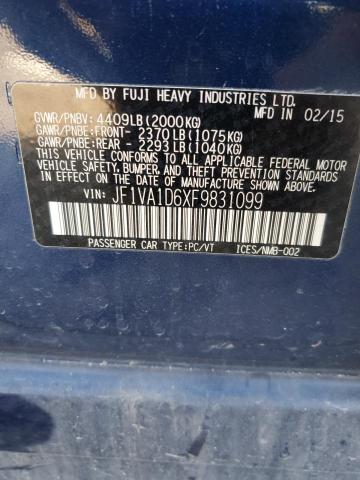 MFD BY FUJI HEAVY INDUSTRIES LTD.
GVWR/PNBV: 4409LB(2000KG) MFD IN 02/15
GAWR/PNBE:FRONT- 2370LB(1075KG)
GAWR/PNBE:REAR - 2293LB(1040KG)
THIS VEHICLE CONFORMS TO ALL APPLICABLE FEDERAL MOTOR
VEHICLE SAFETY, BUMPER, AND THEFT PREVENTION STANDARDS
IN EFFECT ON THE DATE OF MANUFACTURE SHOWN ABOVE.
VIN: JF1VA1D6XF9831099
PASSENGER CAR TYPE:PC/VT ICES/NMB-002